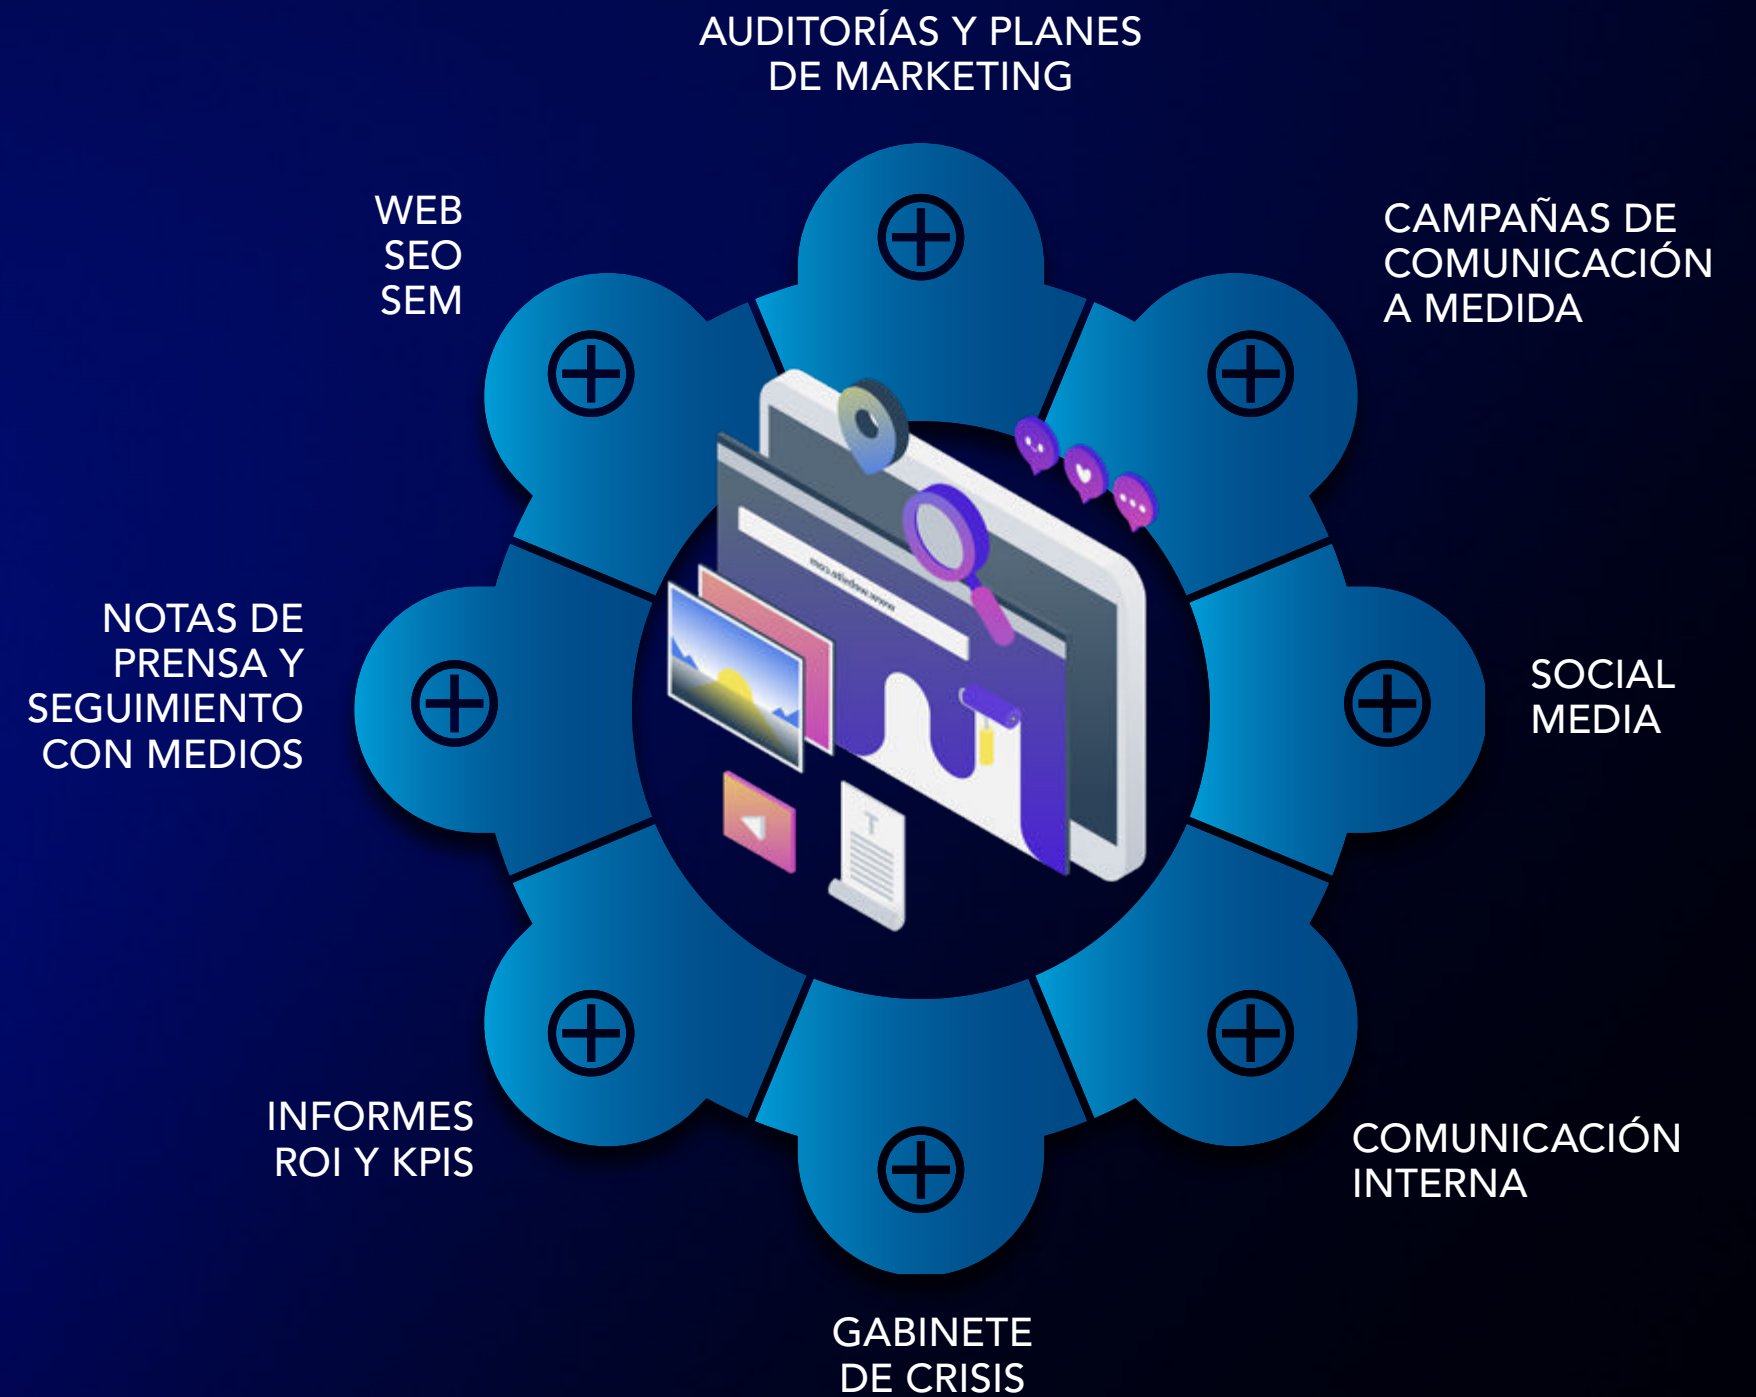 AUDITORÍAS Y PLANES
DE MARKETING
WEB
SEO
SEM
CAMPAÑAS DE
COMUNICACIÓN
A MEDIDA
NOTAS DE
PRENSA Y
SEGUIMIENTO
CON MEDIOS
SOCIAL
MEDIA
T
INFORMES
ROI Y KPIS
COMUNICACIÓN
INTERNA
GABINETE
DE CRISIS